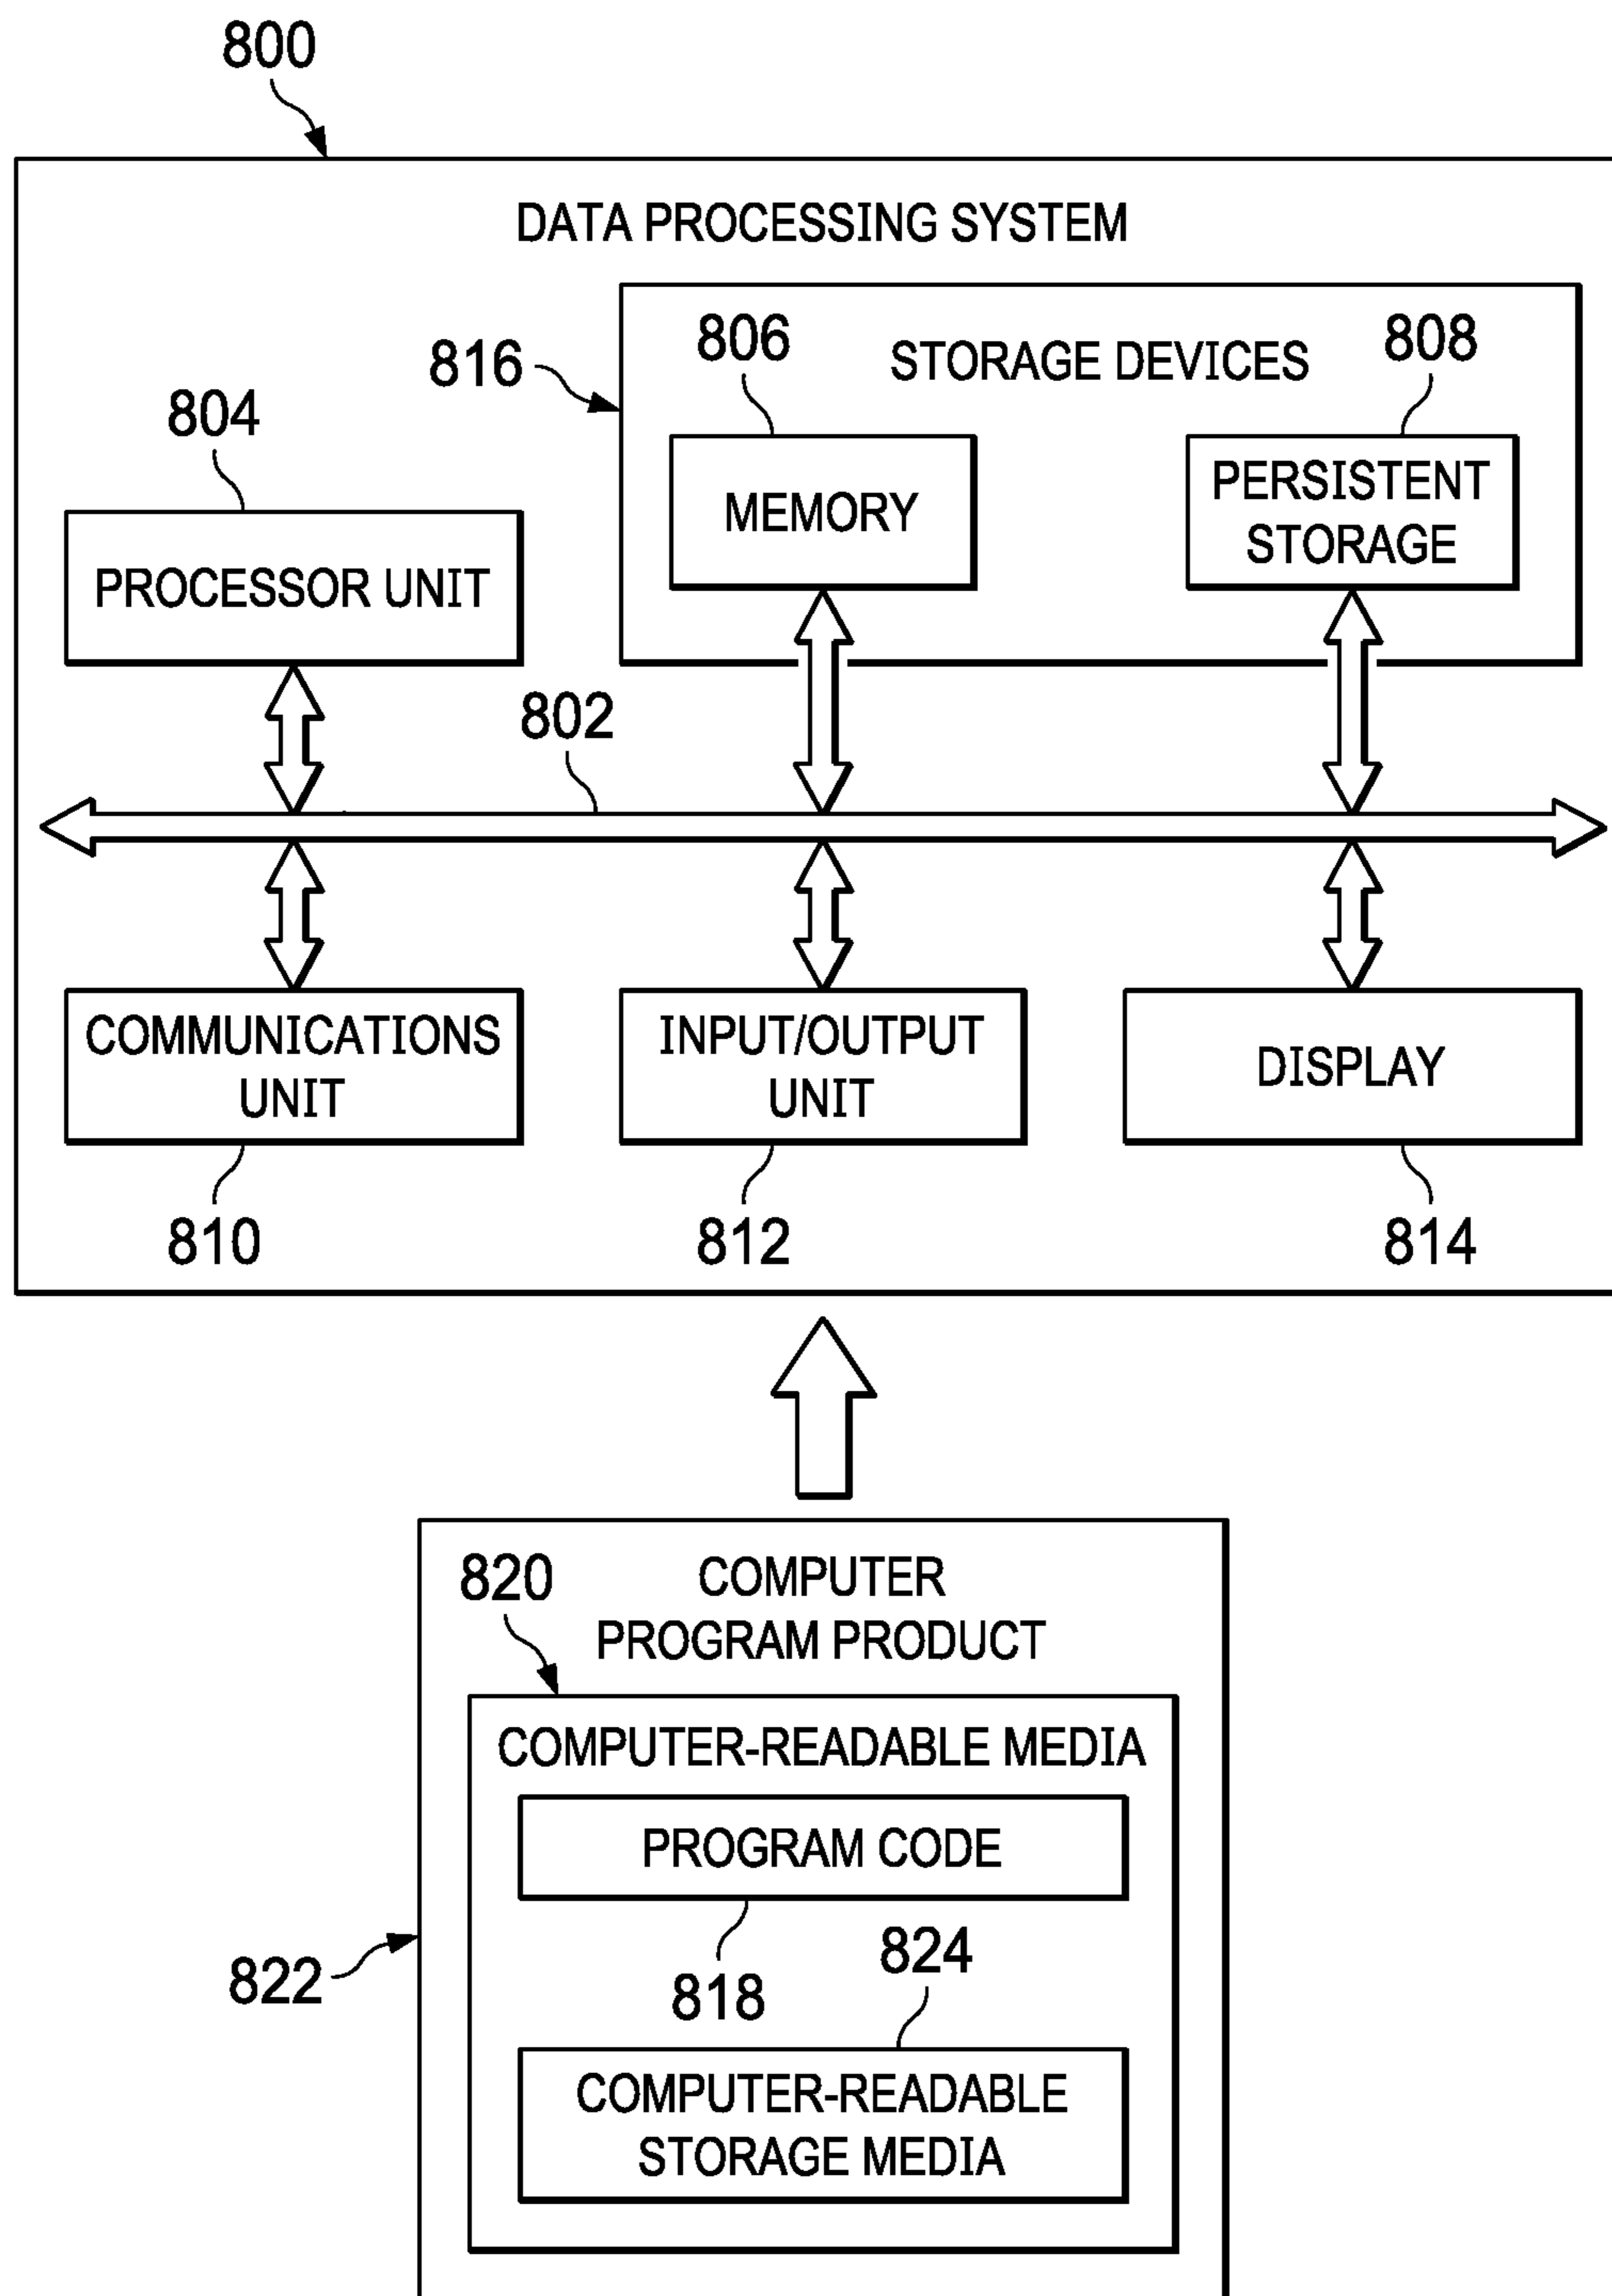 800
DATA PROCESSING SYSTEM
816
806
STORAGE DEVICES
808
804
MEMORY
PERSISTENT
STORAGE
PROCESSOR UNIT
802
COMMUNICATIONS
UNIT
INPUT/OUTPUT
UNIT
DISPLAY
810
812
814
820
COMPUTER
PROGRAM PRODUCT
COMPUTER-READABLE MEDIA
PROGRAM CODE
822
818
824
COMPUTER-READABLE
STORAGE MEDIA